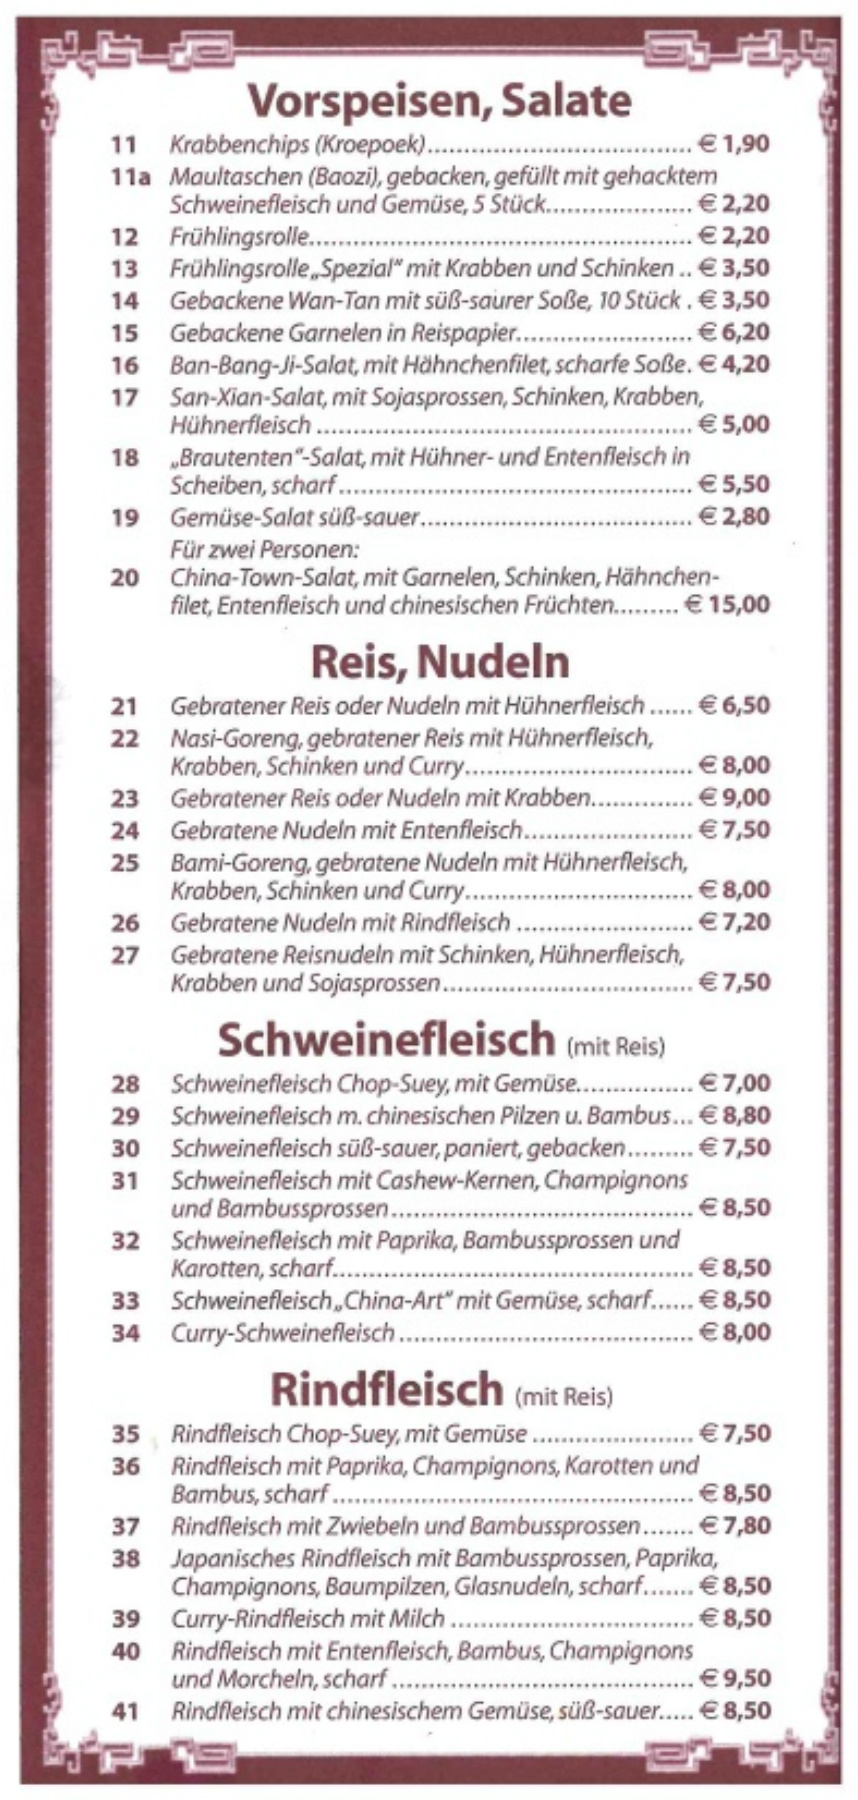 Vorspeisen, Salate
11 Krabbenchips (Kroepoek)................................... € 1,90
11a Maultaschen (Baozi), gebacken, gefüllt mit gehacktem
Schweinefleisch und Gemüse, 5 Stück.................... € 2,20
12 Frühlingsrolle.................................................... € 2,20
13 Frühlingsrolle „Spezial“ mit Krabben und Schinken .. € 3,50
14 Gebackene Wan-Tan mit süß-saurer Soße, 10 Stück . € 3,50
15 Gebackene Garnelen in Reispapier........................ € 6,20
16 Ban-Bang-Ji-Salat, mit Hähnchenfilet, scharfe Soße. € 4,20
17 San-Xian-Salat, mit Sojasprossen, Schinken, Krabben,
Hühnerfleisch ................................................... € 5,00
18 „Brautenten“-Salat, mit Hühner- und Entenfleisch in
Scheiben, scharf ................................................ € 5,50
19 Gemüse-Salat süß-sauer..................................... € 2,80
Für zwei Personen:
20 China-Town-Salat, mit Garnelen, Schinken, Hähnchen-
filet, Entenfleisch und chinesischen Früchten......... € 15,00
Reis, Nudeln
21 Gebratener Reis oder Nudeln mit Hühnerfleisch ...... € 6,50
22 Nasi-Goreng, gebratener Reis mit Hühnerfleisch,
Krabben, Schinken und Curry............................... € 8,00
23 Gebratener Reis oder Nudeln mit Krabben.............. € 9,00
24 Gebratene Nudeln mit Entenfleisch....................... € 7,50
25 Bami-Goreng, gebratene Nudeln mit Hühnerfleisch,
Krabben, Schinken und Curry............................... € 8,00
26 Gebratene Nudeln mit Rindfleisch ........................ € 7,20
27 Gebratene Reisnudeln mit Schinken, Hühnerfleisch,
Krabben und Sojasprossen.................................. € 7,50
Schweinefleisch (mit Reis)
28 Schweinefleisch Chop-Suey, mit Gemüse................ € 7,00
29 Schweinefleisch m. chinesischen Pilzen u. Bambus... € 8,80
30 Schweinefleisch süß-sauer, paniert, gebacken......... € 7,50
31 Schweinefleisch mit Cashew-Kernen, Champignons
und Bambussprossen......................................... € 8,50
32 Schweinefleisch mit Paprika, Bambussprossen und
Karotten, scharf................................................. € 8,50
33 Schweinefleisch „China-Art“ mit Gemüse, scharf...... € 8,50
34 Curry-Schweinefleisch ........................................ € 8,00
Rindfleisch (mit Reis)
35 Rindfleisch Chop-Suey, mit Gemüse ...................... € 7,50
36 Rindfleisch mit Paprika, Champignons, Karotten und
Bambus, scharf ................................................. € 8,50
37 Rindfleisch mit Zwiebeln und Bambussprossen....... € 7,80
38 Japanisches Rindfleisch mit Bambussprossen, Paprika,
Champignons, Baumpilzen, Glasnudeln, scharf....... € 8,50
39 Curry-Rindfleisch mit Milch ................................. € 8,50
40 Rindfleisch mit Entenfleisch, Bambus, Champignons
und Morcheln, scharf ......................................... € 9,50
41 Rindfleisch mit chinesischem Gemüse, süß-sauer..... € 8,50